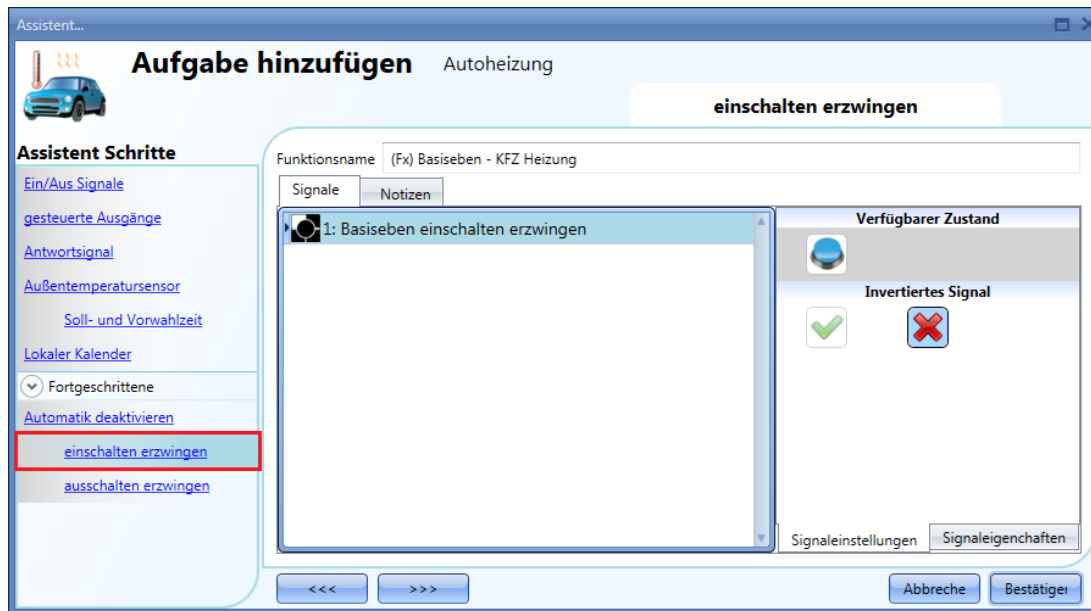 Assistent...
Aufgabe hinzufügen Autoheizung
einschalten erzwingen
Assistent Schritte
Ein/Aus Signale
gesteuerte Ausgänge
Antwortsignal
Außentemperatursensor
Soll- und Vorwahlzeit
Lokaler Kalender
Fortgeschrittene
Automatik deaktivieren
einschalten erzwingen
ausschalten erzwingen
Funktionsname (Fx) Basiseben - KFZ Heizung
Signale Notizen
1: Basiseben einschalten erzwingen
Verfügbarer Zustand
Invertiertes Signal
Signaleinstellungen Signaleigenchaften
<<< >>> Abbreche Bestätiger